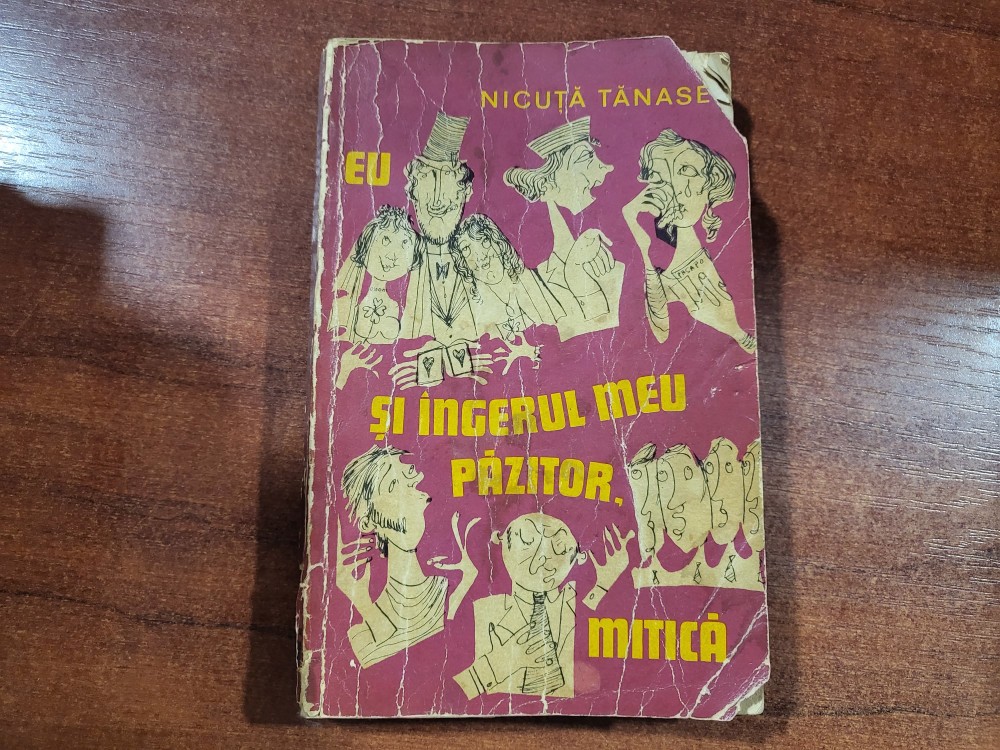 NICUȚĂ TĂNASE
EU
ȘI ÎNGERUL MEU
PĂZITOR,
MITICĂ